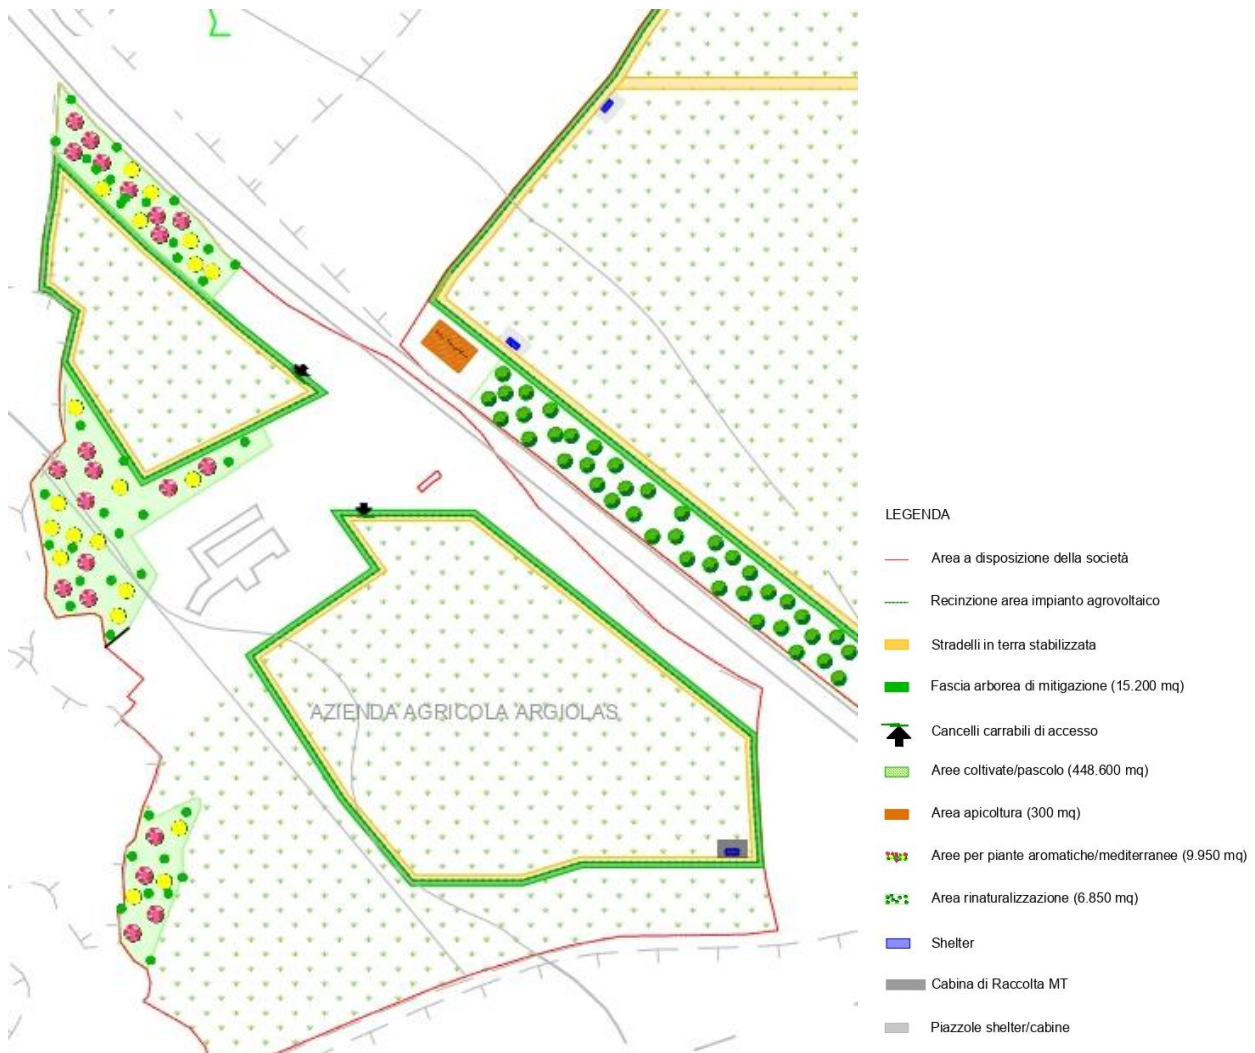 AZIENDA AGRICOLA ARGIOLAS
LEGENDA
Area a disposizione della società
Recinzione area impianto agrovoltaico
Stradelli in terra stabilizzata
Fascia arborea di mitigazione (15.200 mq)
Cancelli carrabili di accesso
Aree coltivate/pascolo (448.600 mq)
Area apicoltura (300 mq)
Aree per piante aromatiche/mediterranee (9.950 mq)
Area rinaturalizzazione (6.850 mq)
Shelter
Cabina di Raccolta MT
Piazzole shelter/cabine